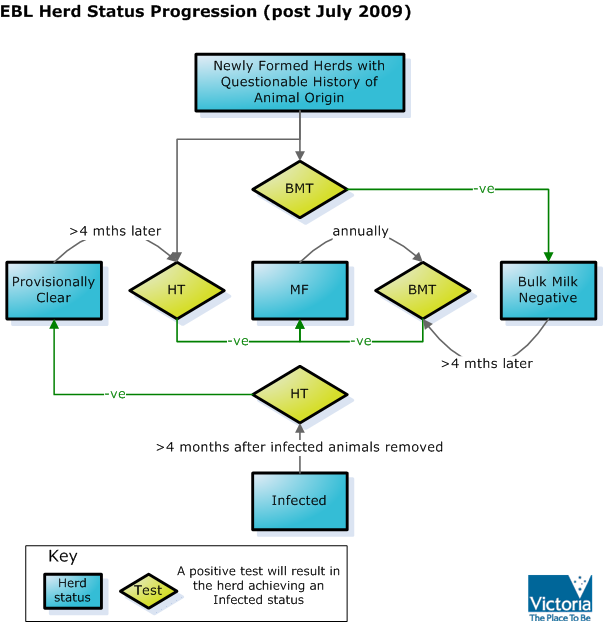 EBL Herd Status Progression (post July 2009)
Newly Formed Herds with
Questionable History of
Animal Origin
BMT
-ve
>4 mths later
annually
Provisionally
Clear
HT
MF
BMT
Bulk Milk
Negative
-ve
-ve
>4 mths later
-ve
HT
>4 months after infected animals removed
Infected
Key
Herd
status
Test
A positive test will result in
the herd achieving an
Infected status
Victoria
The Place To Be